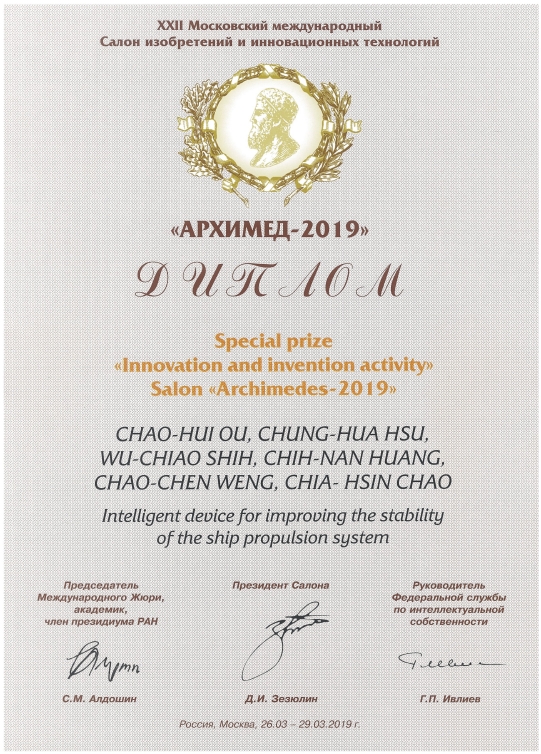 XXII Московский международный
Салон изобретений и инновационных технологий
«АРХИМЕД-2019»
ДИПЛОМ
Special prize
«Innovation and invention activity»
Salon «Archimedes-2019»
CHAO-HUI OU, CHUNG-HUA HSU,
WU-CHIAO SHIH, CHIH-NAN HUANG,
CHAO-CHEN WENG, CHIA- HSIN CHAO
Intelligent device for improving the stability
of the ship propulsion system
Председатель
Международного Жюри,
академик,
член президиума РАН
С.М. Алдошин
Президент Салона
Д.И. Зезюлин
Руководитель
Федеральной службы
по интеллектуальной
собственности
Г.П. Ивлиев
Россия, Москва, 26.03 – 29.03.2019 г.